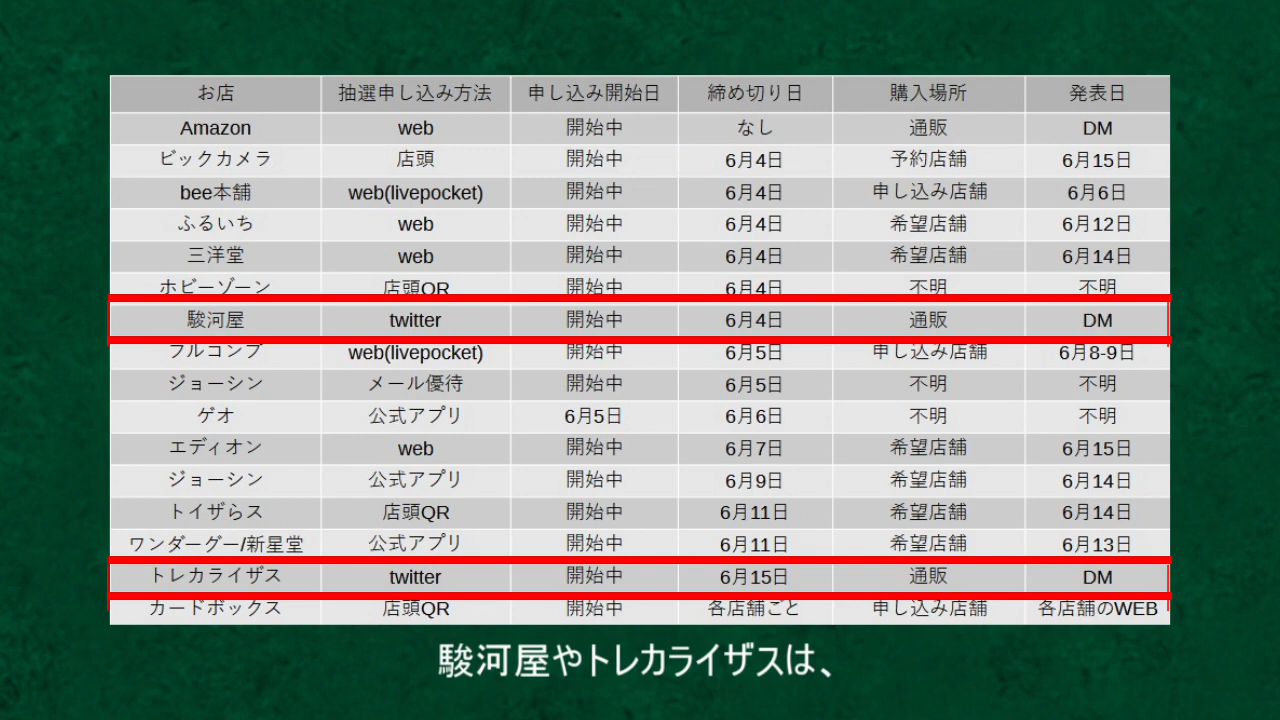 お店 抽選申し込み方法 申し込み開始日 締め切り日 購入場所 発表日
Amazon web 開始中 なし 通販 DM
ビックカメラ 店頭 開始中 6月4日 予約店舗 6月15日
bee本舗 web(livepocket) 開始中 6月4日 申し込み店舗 6月6日
ふるいち web 開始中 6月4日 希望店舗 6月12日
三洋堂 web 開始中 6月4日 希望店舗 6月14日
ホビーゾーン 店頭QR 開始中 6月4日 不明 不明
駿河屋 twitter 開始中 6月4日 通販 DM
フルコンプ web(livepocket) 開始中 6月5日 申し込み店舗 6月8-9日
ジョーシン メール優待 開始中 6月5日 不明 不明
ゲオ 公式アプリ 6月5日 6月6日 不明 不明
エディオン web 開始中 6月7日 希望店舗 6月15日
ジョーシン 公式アプリ 開始中 6月9日 希望店舗 6月14日
トイザらス 店頭QR 開始中 6月11日 希望店舗 6月14日
ワンダーグー/新星堂 公式アプリ 開始中 6月11日 希望店舗 6月13日
トレカライザス twitter 開始中 6月15日 通販 DM
カードボックス 店頭QR 開始中 各店舗ごと 申し込み店舗 各店舗のWEB
駿河屋やトレカライザスは、